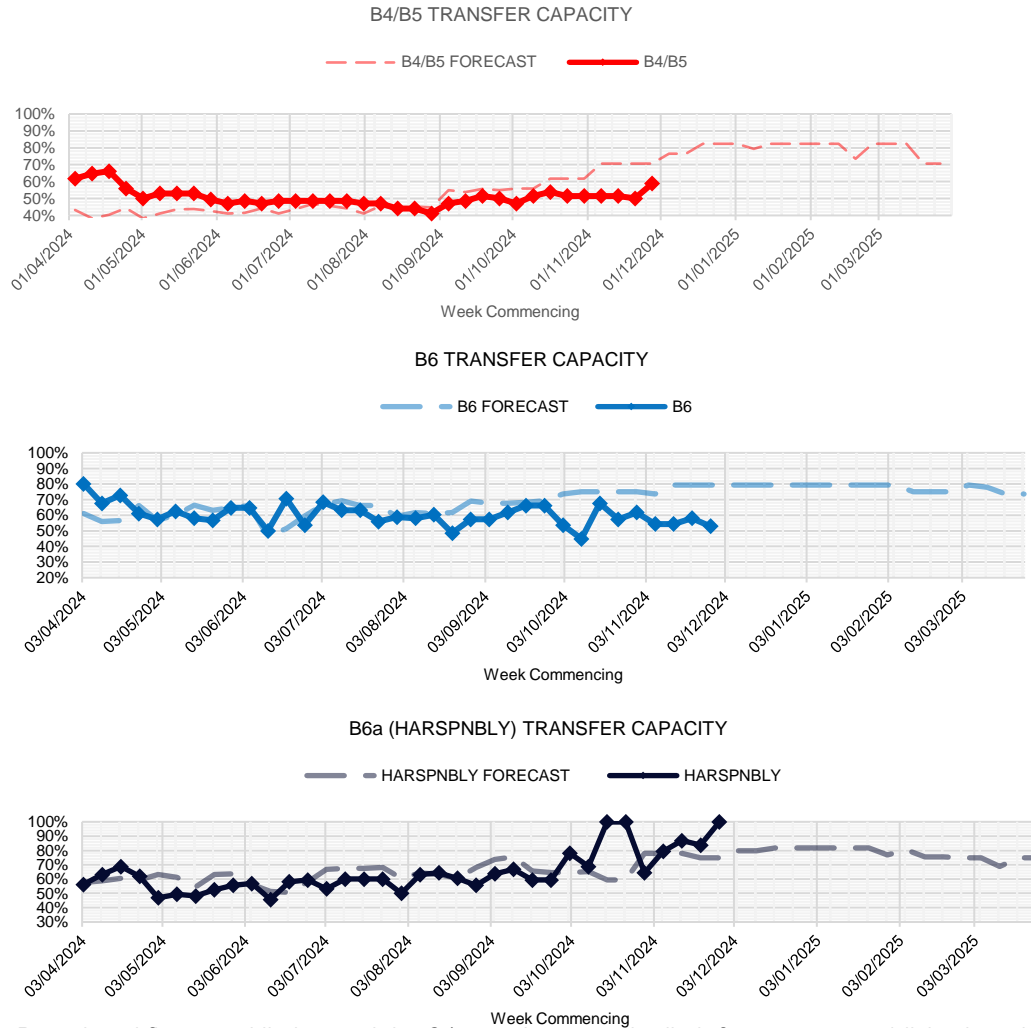 B4/B5 TRANSFER CAPACITY
B4/B5 FORECAST B4/B5
100%
90%
80%
70%
60%
50%
40%
01/04/2024 01/05/2024 01/06/2024 01/07/2024 01/08/2024 01/09/2024 01/10/2024 01/11/2024 01/12/2024 01/01/2025 01/02/2025 01/03/2025
Week Commencing
B6 TRANSFER CAPACITY
B6 FORECAST B6
100%
90%
80%
70%
60%
50%
40%
30%
20%
03/04/2024 03/05/2024 03/06/2024 03/07/2024 03/08/2024 03/09/2024 03/10/2024 03/11/2024 03/12/2024 03/01/2025 03/02/2025 03/03/2025
Week Commencing
B6a (HARSPNBLY) TRANSFER CAPACITY
HARSPNBLY FORECAST HARSPNBLY
100%
90%
80%
70%
60%
50%
40%
30%
03/04/2024 03/05/2024 03/06/2024 03/07/2024 03/08/2024 03/09/2024 03/10/2024 03/11/2024 03/12/2024 03/01/2025 03/02/2025 03/03/2025
Week Commencing